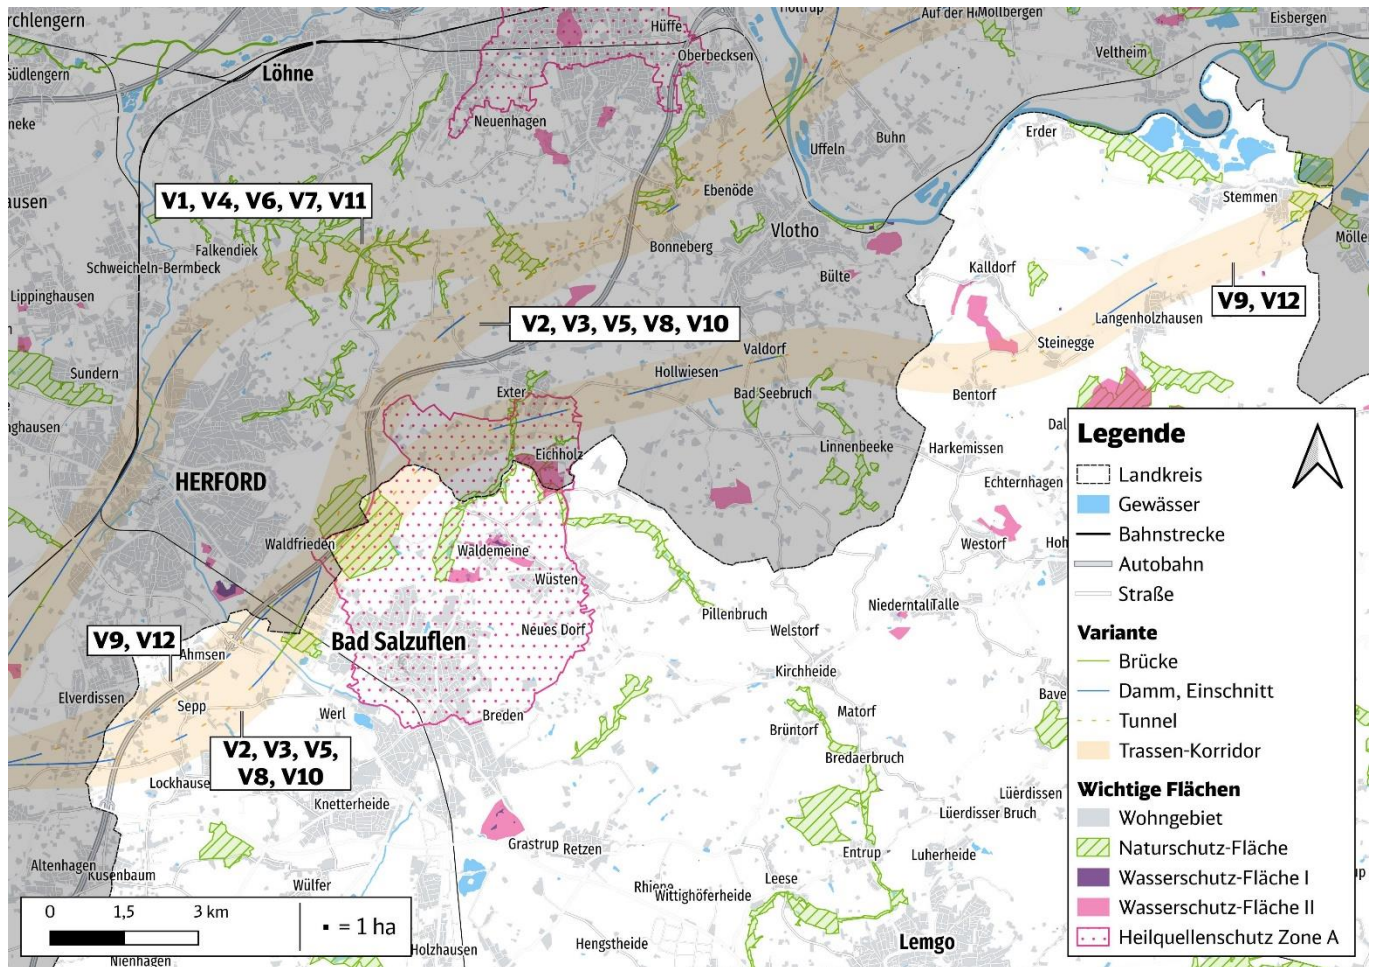 rchlengern
Hüffe
Auf der H
Möllbergen
Eisbergen
Südlengern
Löhne
Oberbecksen
Veltheim
neke
Neuenhagen
Uffeln
Buhn
Erder
Ebenöde
Stemmen
ausen
V1, V4, V6, V7, V11
Falkendiek
Bonneberg
Vlotho
Schweicheln-Bermbeck
Bülte
Kalldorf
Lippinghausen
V9, V12
V2, V3, V5, V8, V10
Langenholzhausen
Valdorf
Steinegge
Sundern
Hollwiesen
Exter
Bad Seebruch
Bentorf
ghausen
Eichholz
Linnenbeeke
Harkemissen
HERFORD
Echternhagen
Waldfrieden
Waldemeine
Westorf
Wüsten
Niederntalle
Talle
Pillenbruch
Neues Dorf
Welstorf
V9, V12
Ahmsen
Bad Salzuflen
Kirchheide
Elverdissen
Sepp
Werl
Breden
Matorf
Brüntorf
V2, V3, V5,
V8, V10
Bredaerbruch
Lockhause
Knetterheide
Lüerdissen
Lüerdisser Bruch
Grastrup
Retzen
Entrup
Luherheide
Altenhagen
Kusenbaum
Wülfer
Leese
Wittighöferheide
Hengstheide
Lemgo
Holzhausen
Nienhagen
0
1,5
3 km
= 1 ha
Legende
Landkreis
Gewässer
Bahnstrecke
Autobahn
Straße
Variante
Brücke
Damm, Einschnitt
Tunnel
Trassen-Korridor
Wichtige Flächen
Wohngebiet
Naturschutz-Fläche
Wasserschutz-Fläche I
Wasserschutz-Fläche II
Heilquellenschutz Zone A